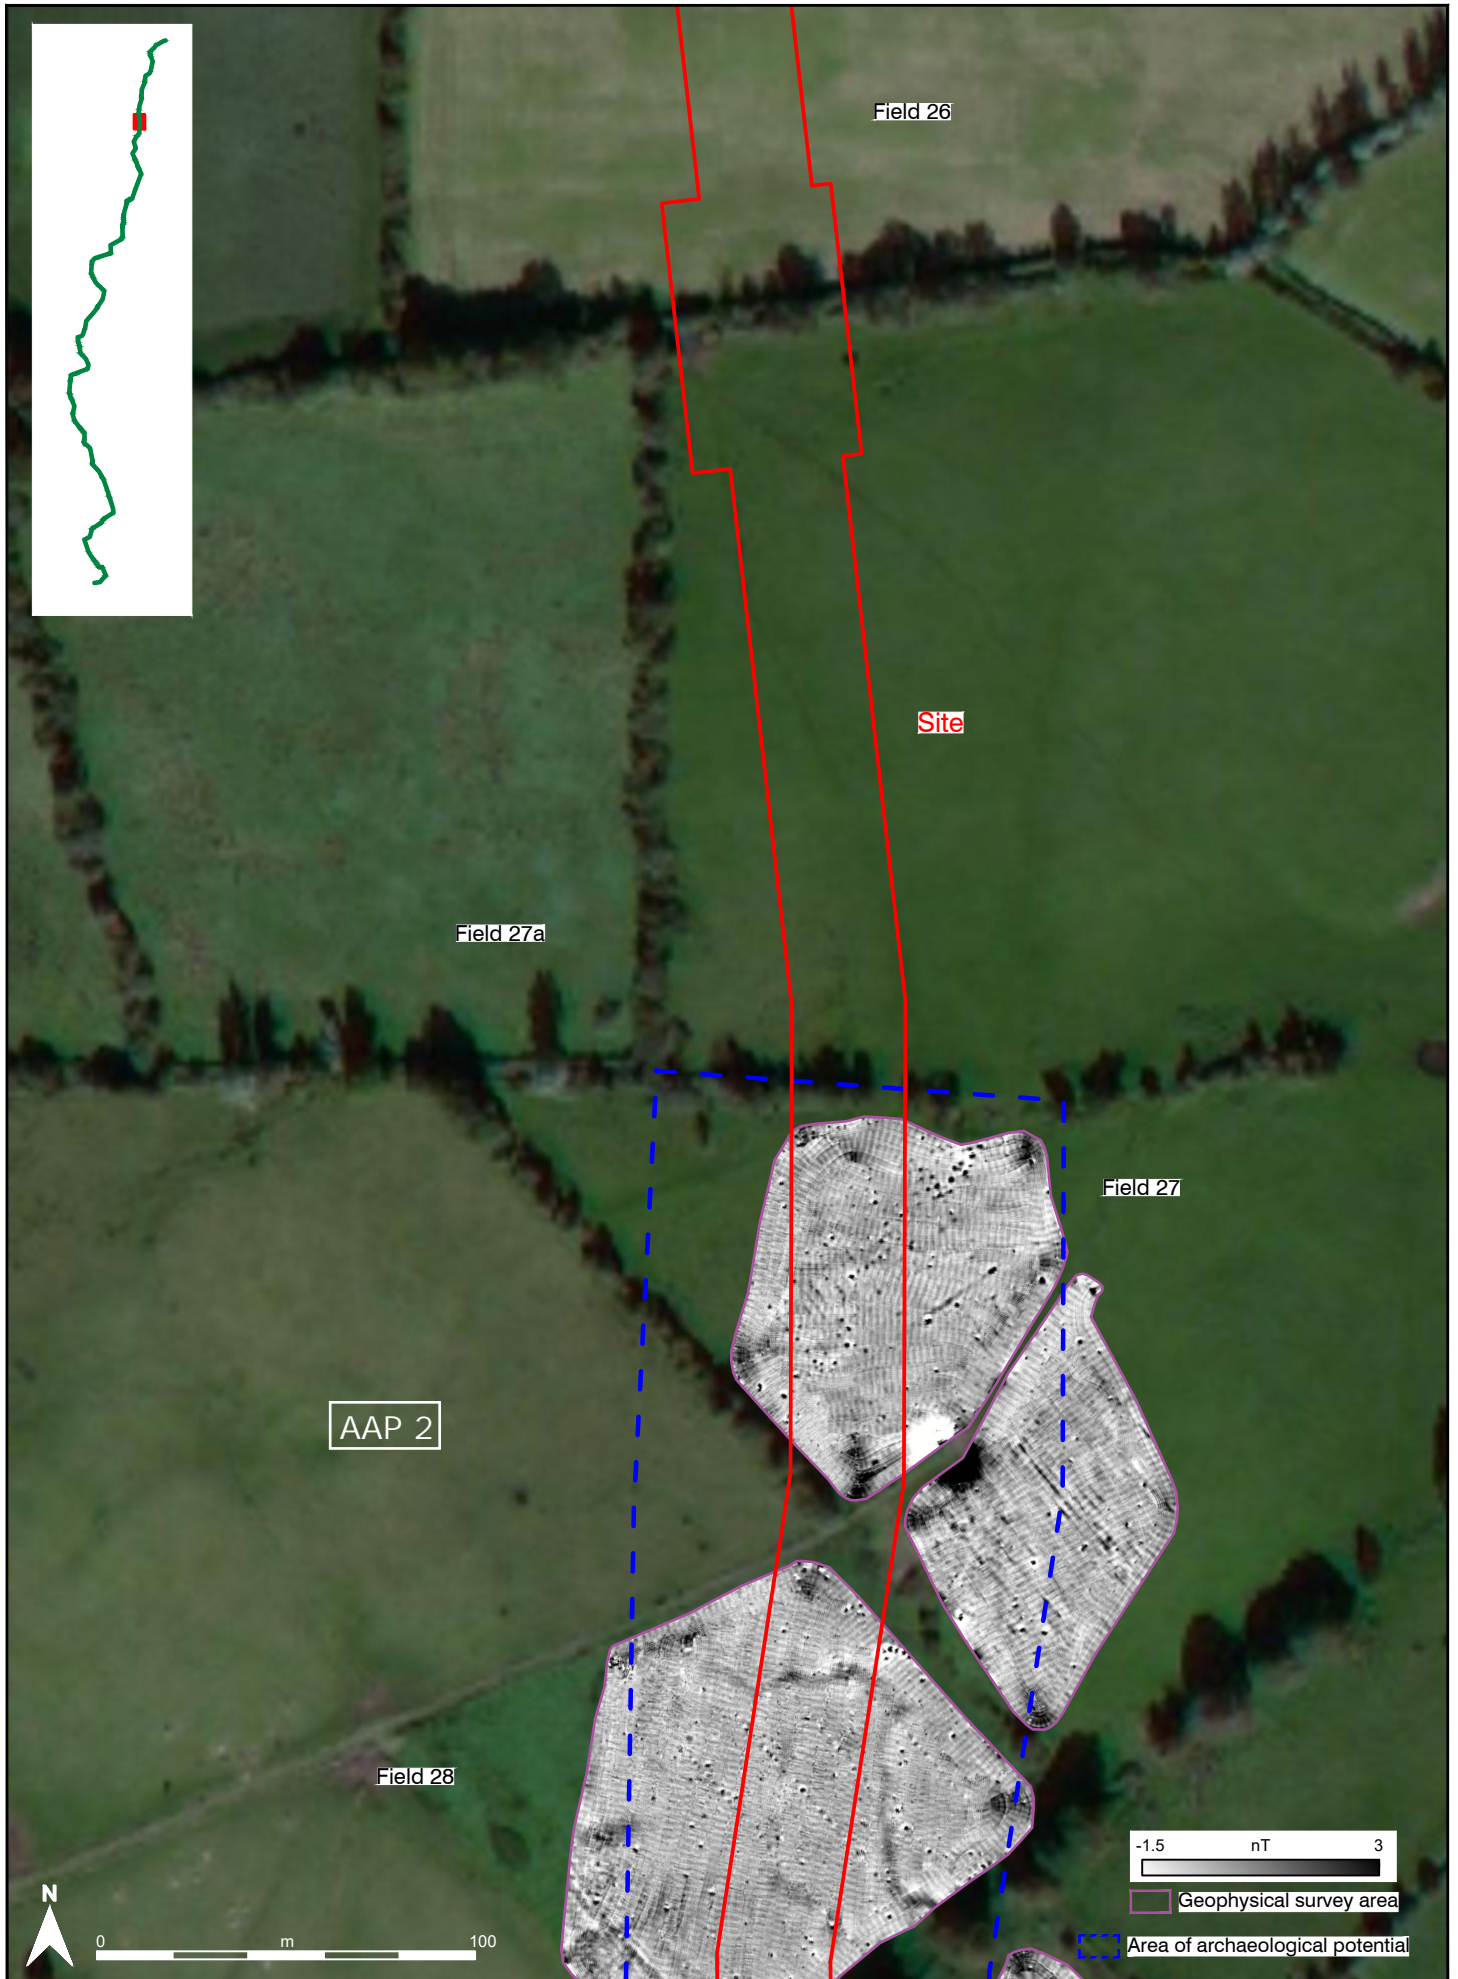 Field 26
Site
Field 27a
Field 27
AAP 2
Field 28
-1.5 nT 3
Geophysical survey area
N
0 m 100
Area of archaeological potential